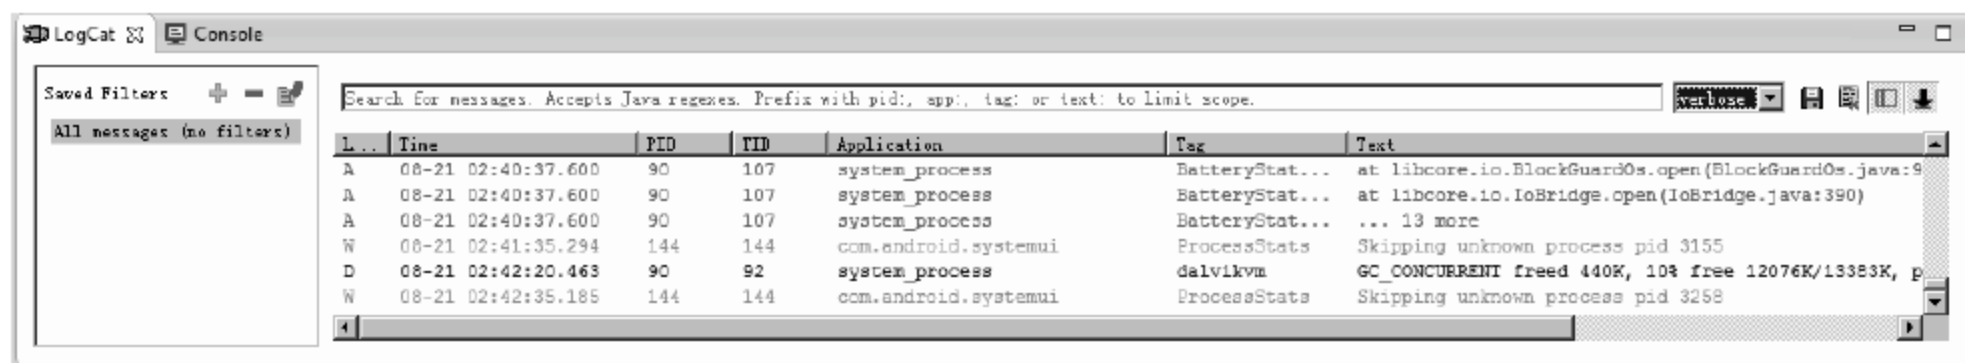 LogCat Console
Saved Filters
Search for messages. Accepts Java regexes. Prefix with pid:, app:, tag: or text: to limit scope.
verbose
All messages (no filters)
L... Time PID TID Application Tag Text
A 08-21 02:40:37.600 90 107 system_process BatteryStat... at libcore.io.BlockGuardOs.open(BlockGuardOs.java:9
A 08-21 02:40:37.600 90 107 system_process BatteryStat... at libcore.io.IoBridge.open(IoBridge.java:390)
A 08-21 02:40:37.600 90 107 system_process BatteryStat... ... 13 more
W 08-21 02:41:35.294 144 144 com.android.systemui ProcessStats Skipping unknown process pid 3155
D 08-21 02:42:20.463 90 92 system_process dalvikvm GC_CONCURRENT freed 440K, 10% free 12076K/13383K, p
W 08-21 02:42:35.185 144 144 com.android.systemui ProcessStats Skipping unknown process pid 3258